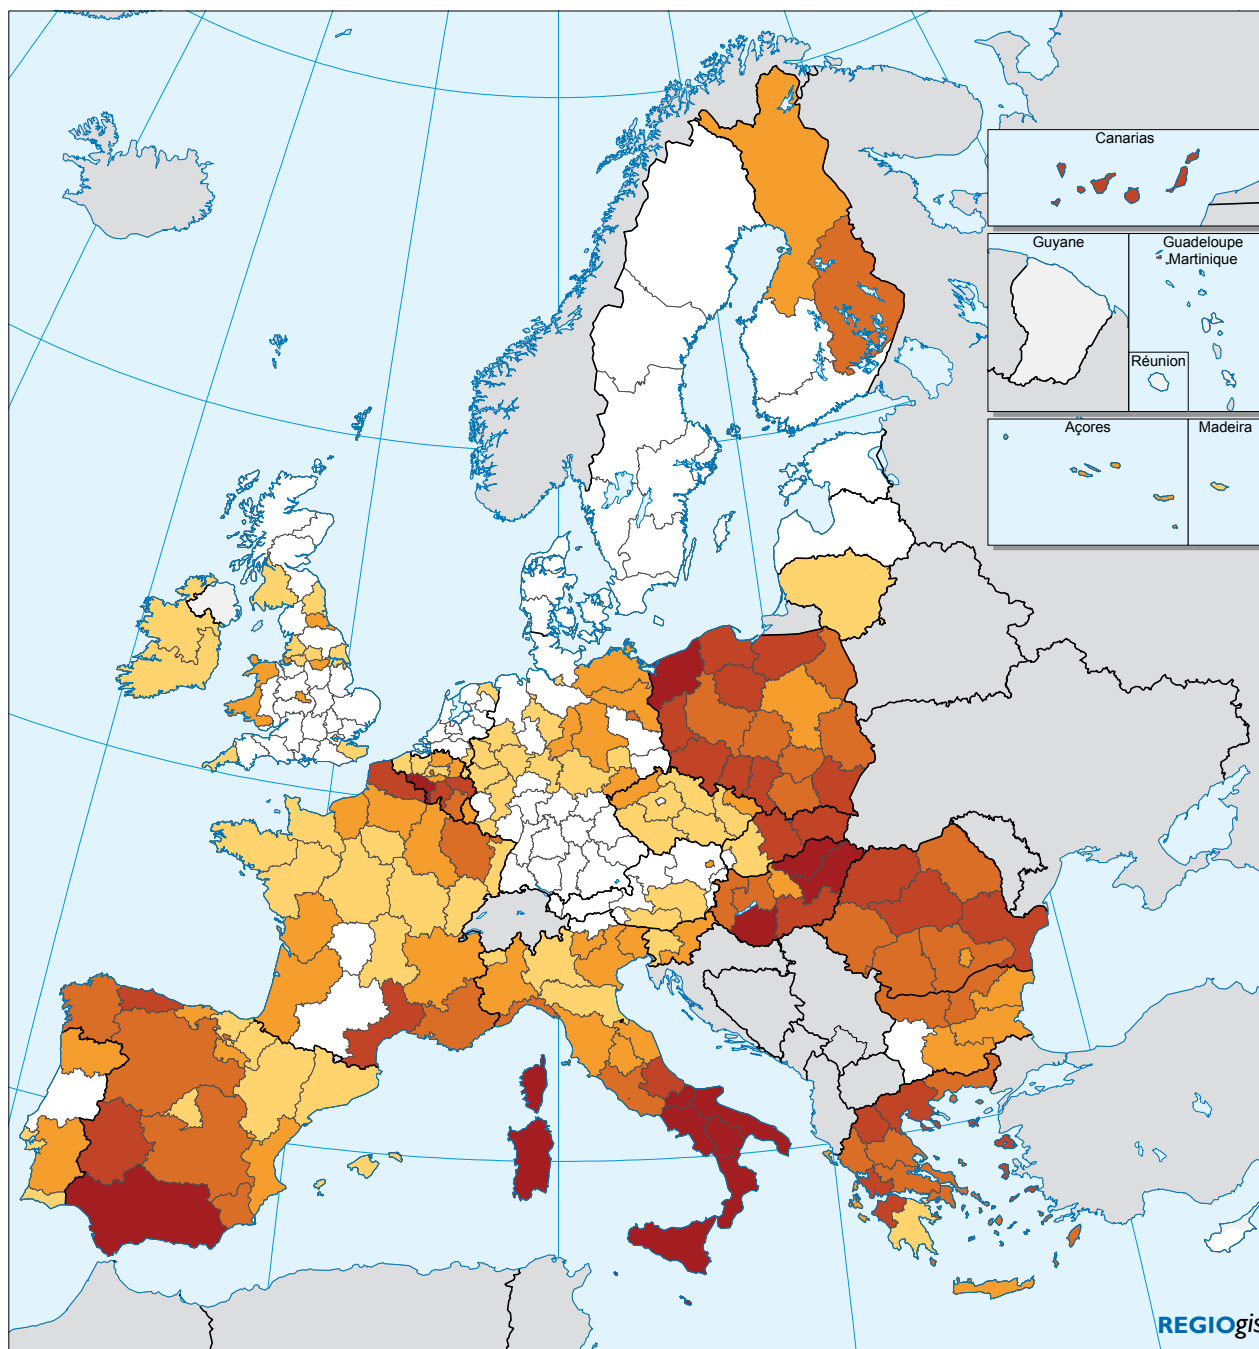 Canarias
Guyane
Guadeloupe
Martinique
Réunion
Açores
Madeira
REGIOgis